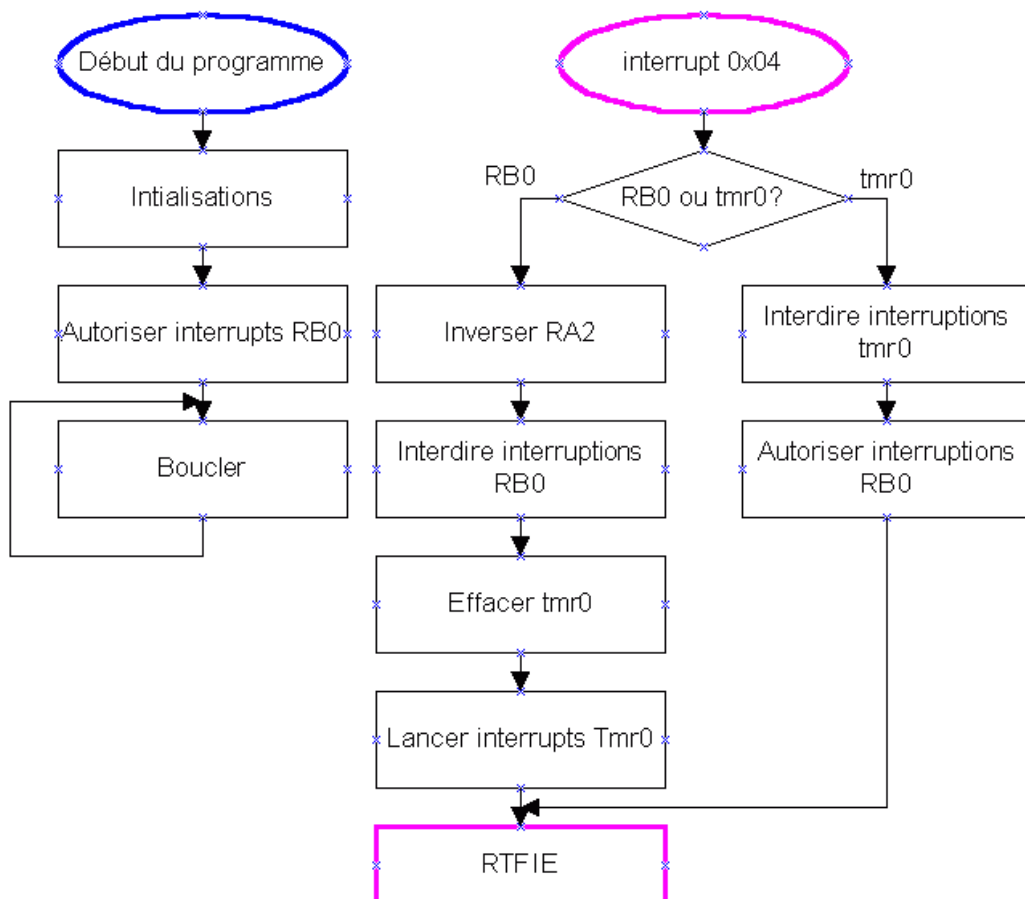 Début du programme
Intialisations
Autoriser interrupts RB0
Boucler
interrupt 0x04
RB0 ou tmr0?
RB0
tmr0
Inverser RA2
Interdire interruptions
RB0
Effacer tmr0
Lancer interrupts Tmr0
Interdire interruptions
tmr0
Autoriser interruptions
RB0
RTFIE